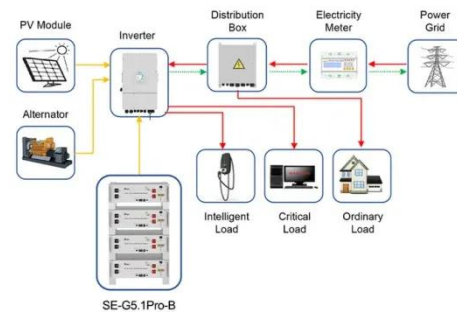 PV Module
Inverter
Distribution
Box
Electricity
Meter
Power
Grid
Alternator
Intelligent
Load
Critical
Load
Ordinary
Load
SE-G5.1Pro-B